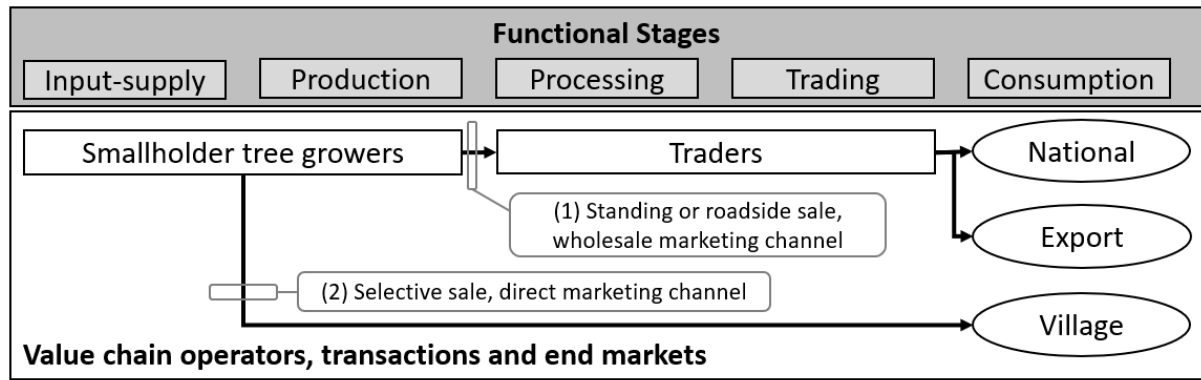 Functional Stages
Input-supply
Production
Processing
Trading
Consumption
Smallholder tree growers
Traders
National
(1) Standing or roadside sale,
wholesale marketing channel
Export
(2) Selective sale, direct marketing channel
Village
Value chain operators, transactions and end markets